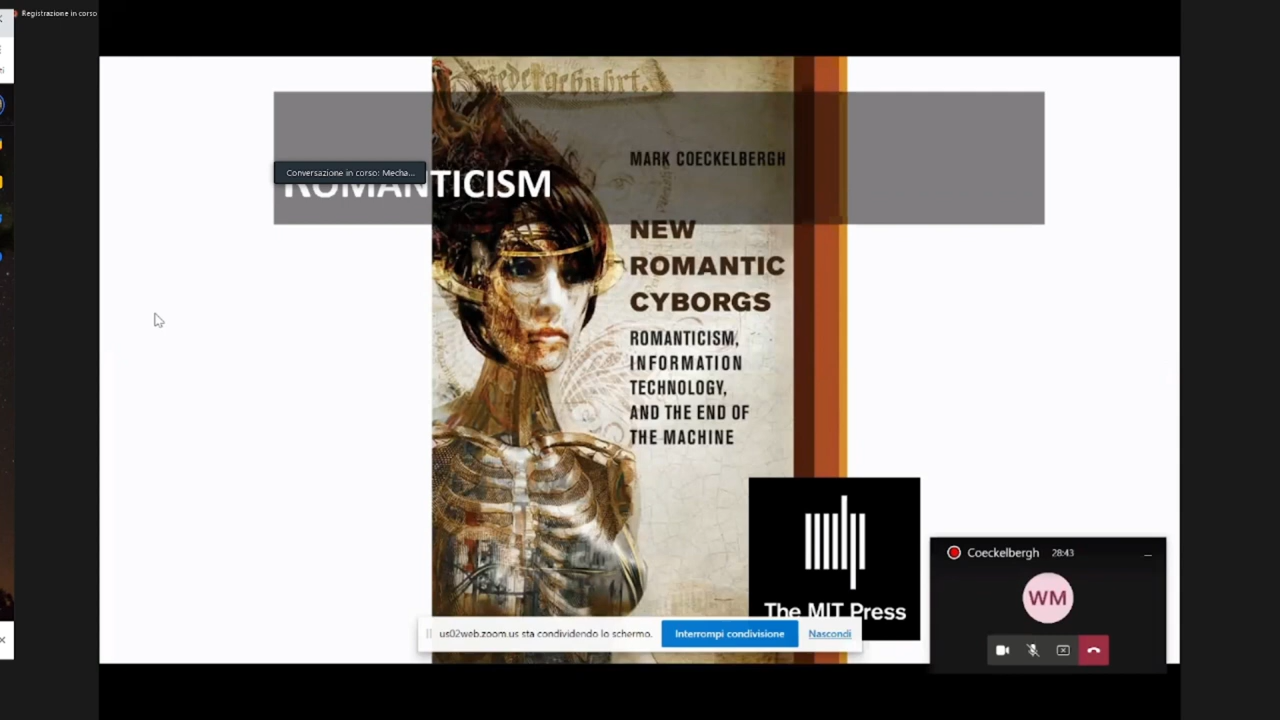 Registrazione in corso
iedergebuhrt.
MARK COECKELBERGH
Conversazione in corso: Mecha...
ROMANTICISM
NEW
ROMANTIC
CYBORGS
ROMANTICISM,
INFORMATION
TECHNOLOGY,
AND THE END OF
THE MACHINE
Coeckelbergh 28:43
WM
The MIT Press
us02web.zoom.us sta condividendo lo schermo. Interrompi condivisione Nascondi